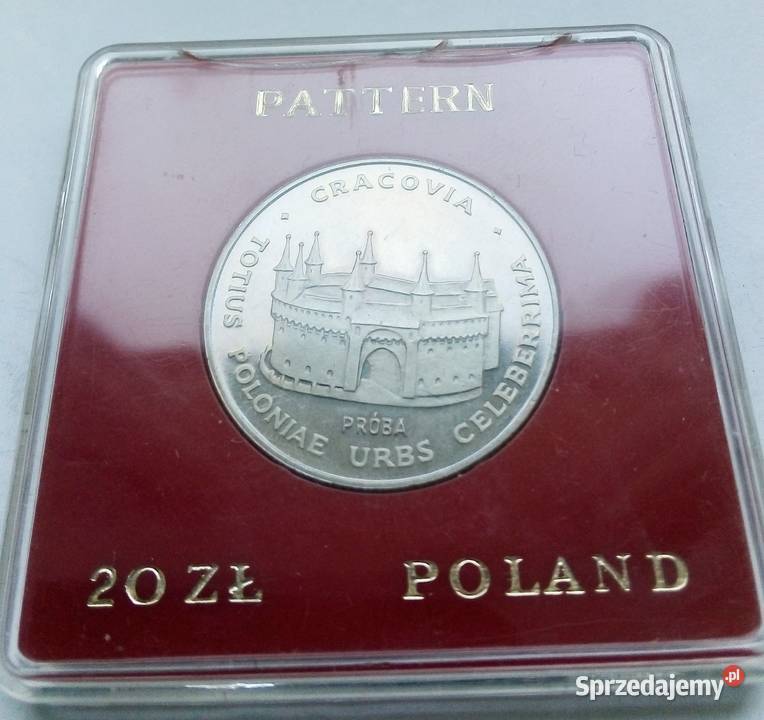 PATTERN
· CRACOVIA ·
TOTIUS POLONIAE URBS CELEBERRIMA
PRÓBA
20 ZŁ POLAND
Sprzedajemy.pl